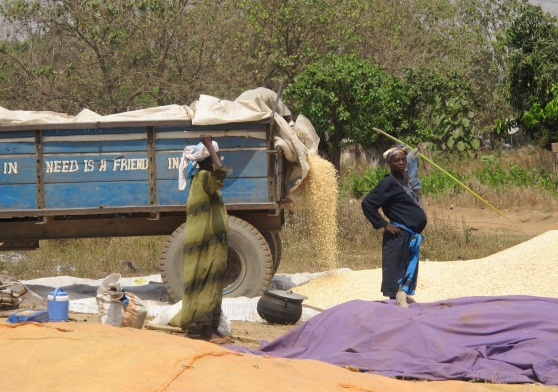 IN NEED IS A FRIEND IN